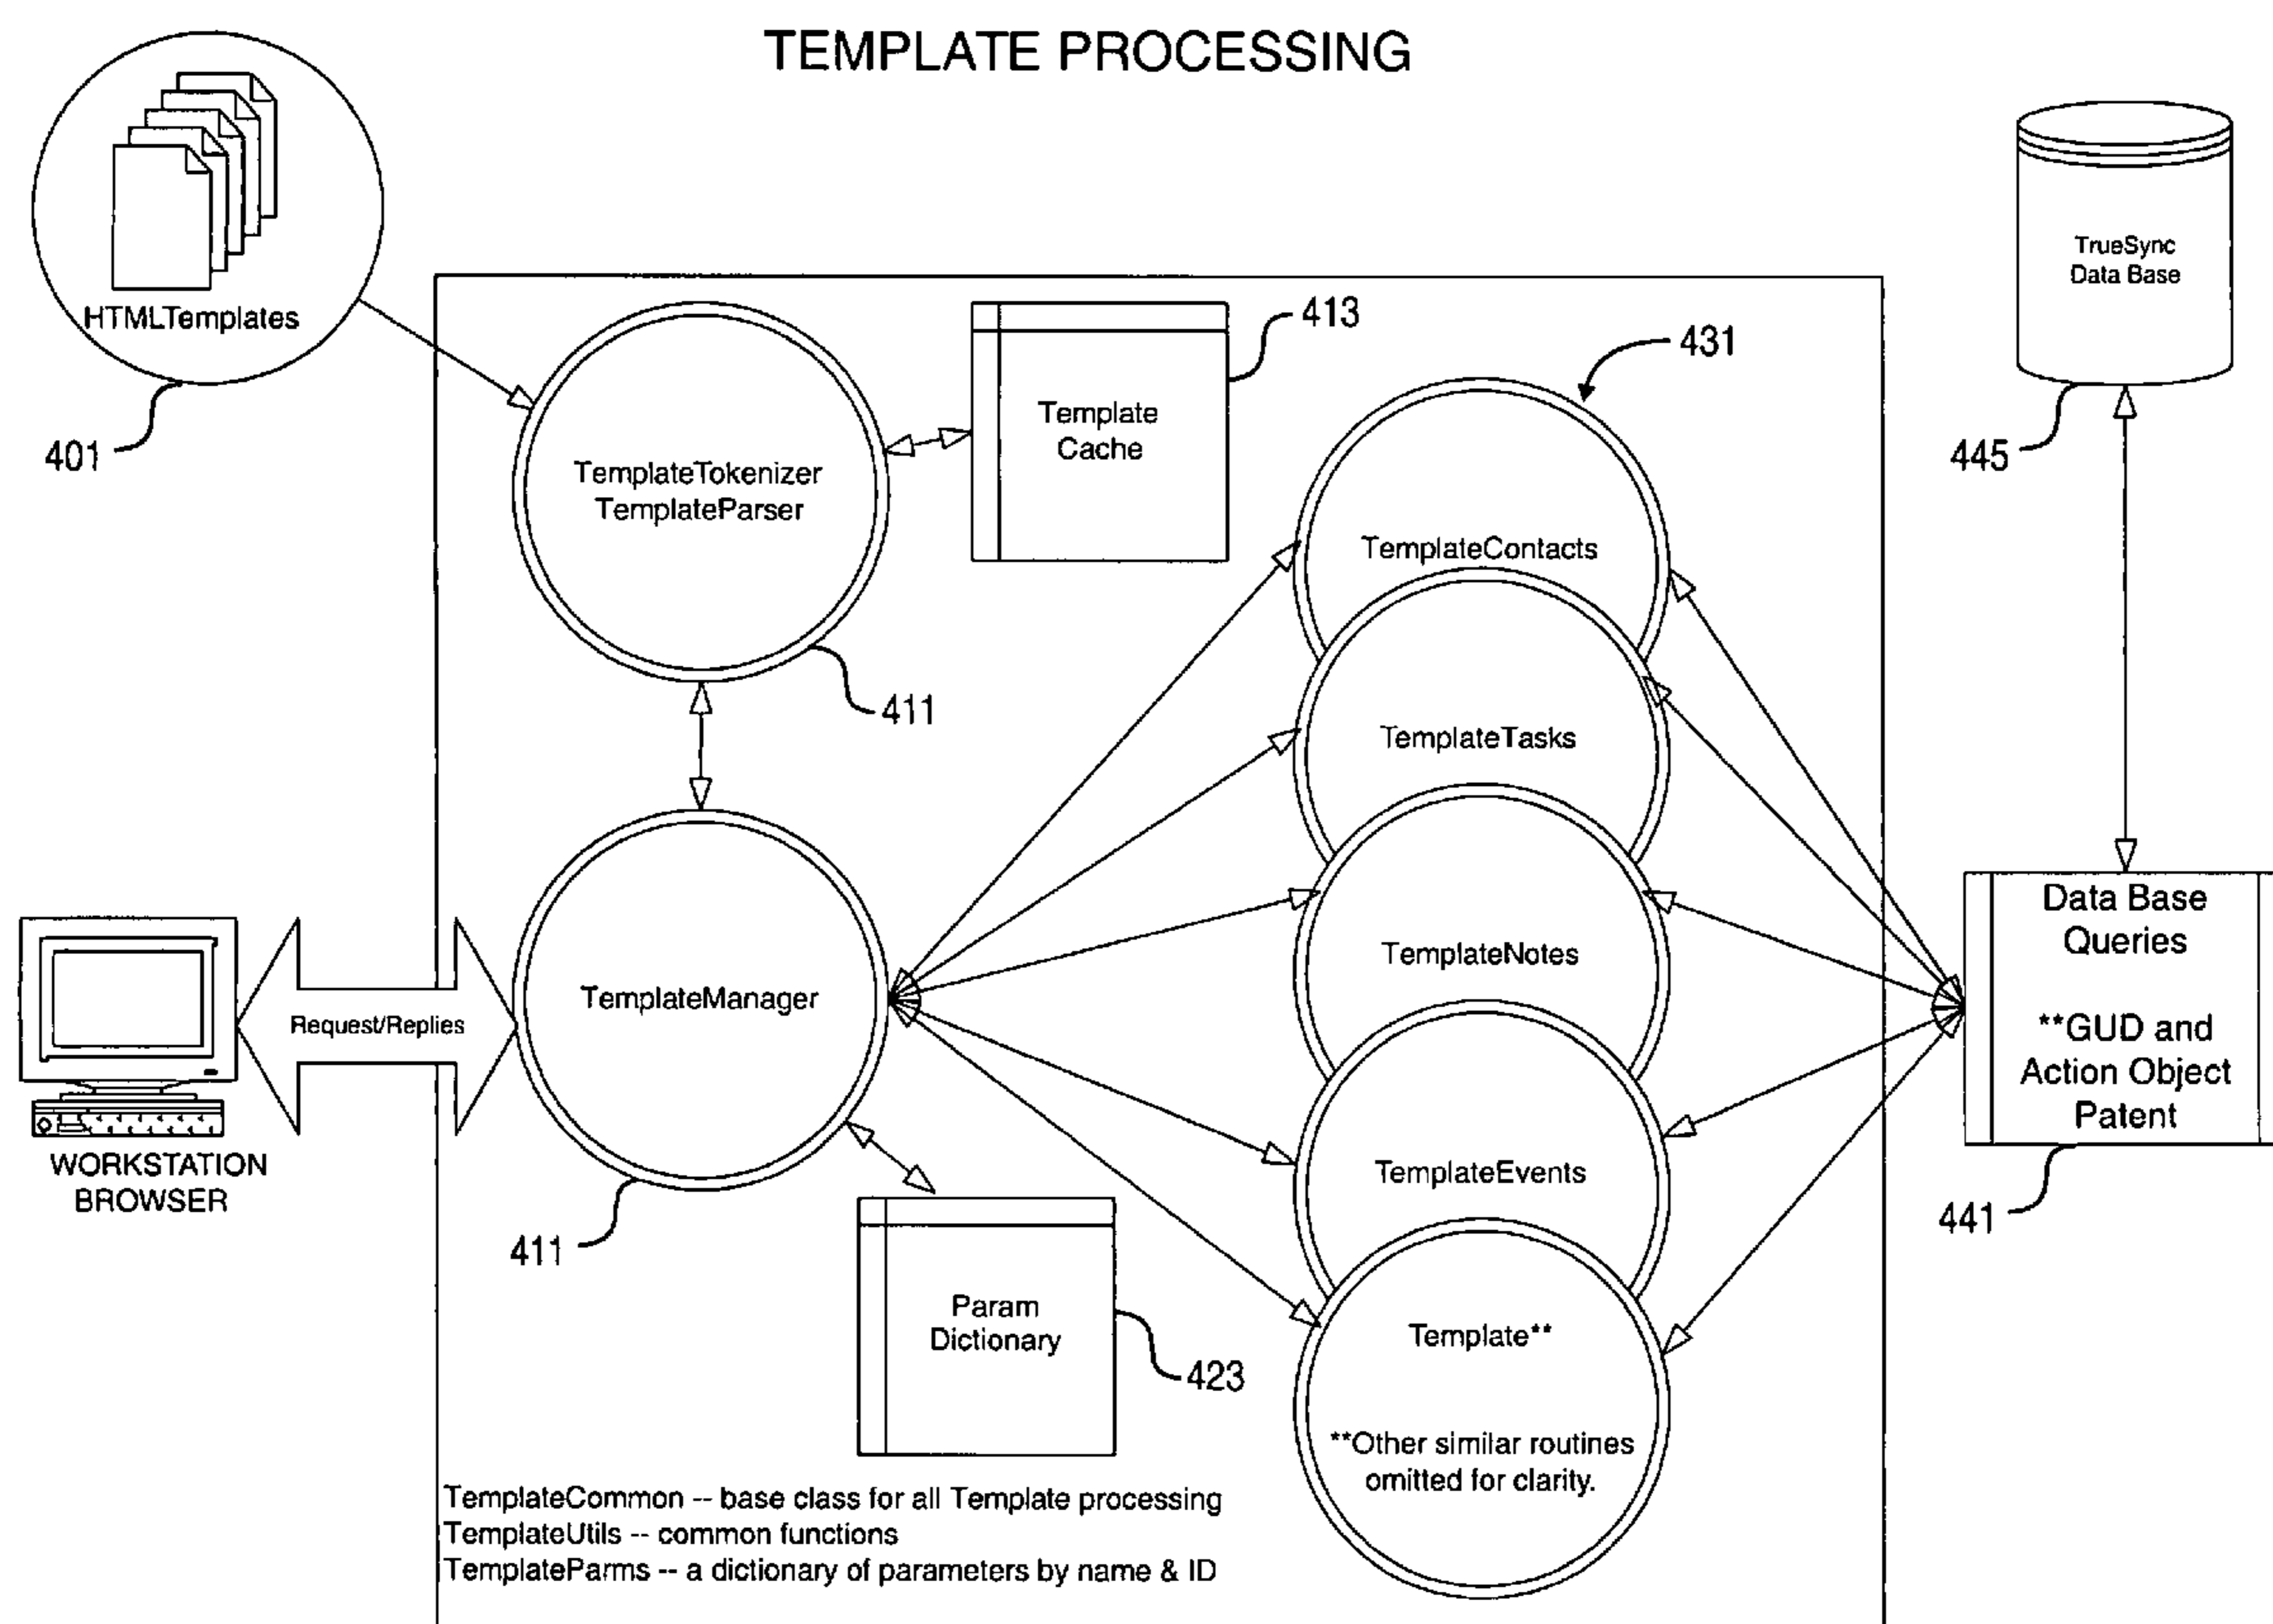 TEMPLATE PROCESSING
HTMLTemplates
401
TemplateTokenizer
TemplateParser
411
Template
Cache
413
431
TrueSync
Data Base
445
TemplateContacts
TemplateTasks
TemplateNotes
TemplateEvents
Template**
**Other similar routines
omitted for clarity.
WORKSTATION
BROWSER
Request/Replies
TemplateManager
411
Param
Dictionary
423
Data Base
Queries
**GUD and
Action Object
Patent
441
TemplateCommon -- base class for all Template processing
TemplateUtils -- common functions
TemplateParms -- a dictionary of parameters by name & ID